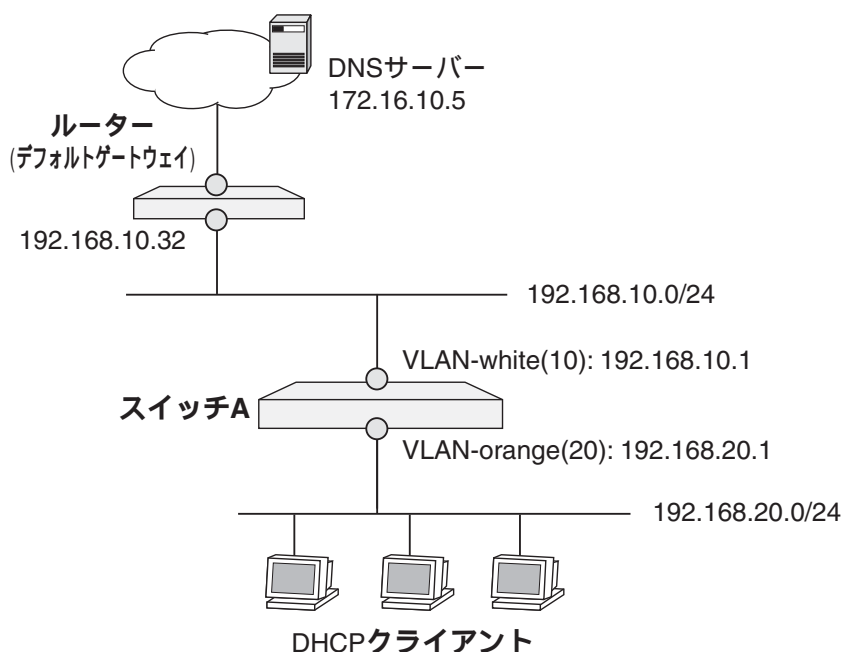 DNSサーバー
172.16.10.5
ルーター
(デフォルトゲートウェイ)
192.168.10.32
192.168.10.0/24
VLAN-white(10): 192.168.10.1
スイッチA
VLAN-orange(20): 192.168.20.1
192.168.20.0/24
DHCPクライアント